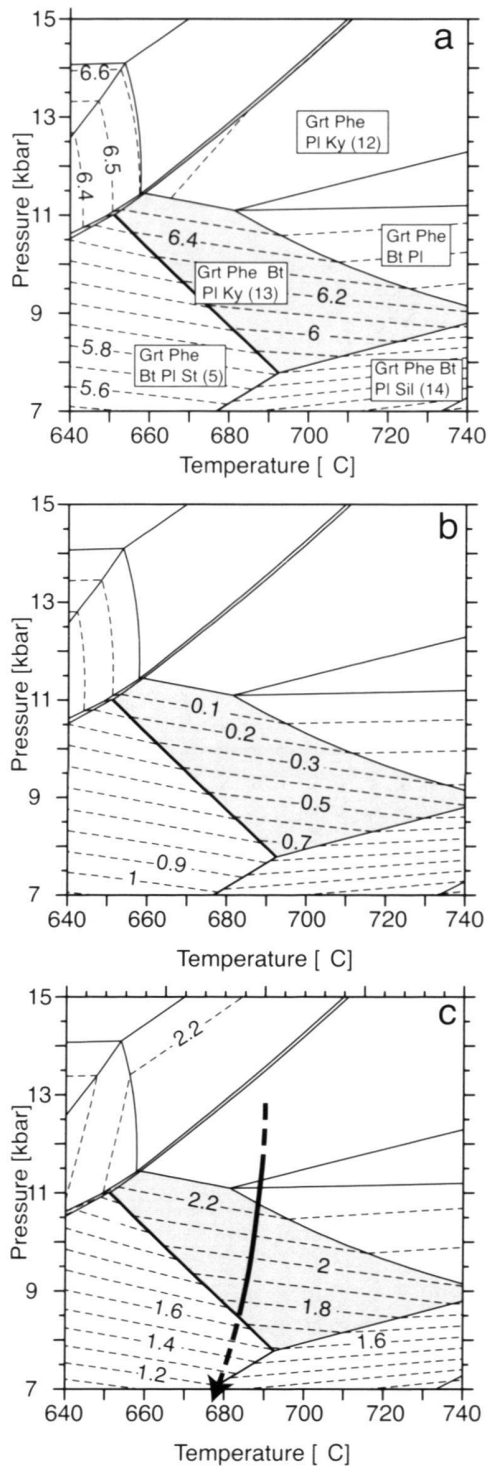 a
15
13
11
9
7
Pressure [kbar]
6.6
6.5
6.4
Grt Phe
Pl Ky (12)
Grt Phe
Bt Pl
6.4
Grt Phe Bt
Pl Ky (13)
6.2
6
5.8
5.6
Grt Phe
Bt Pl St (5)
Grt Phe Bt
Pl Sil (14)
640 660 680 700 720 740
Temperature [ C]
b
15
13
11
9
7
Pressure [kbar]
0.1
0.2
0.3
0.5
0.7
0.9
1
640 660 680 700 720 740
Temperature [ C]
c
15
13
11
9
7
Pressure [kbar]
2.2
2.2
2
1.8
1.6
1.6
1.4
1.2
640 660 680 700 720 740
Temperature [ C]